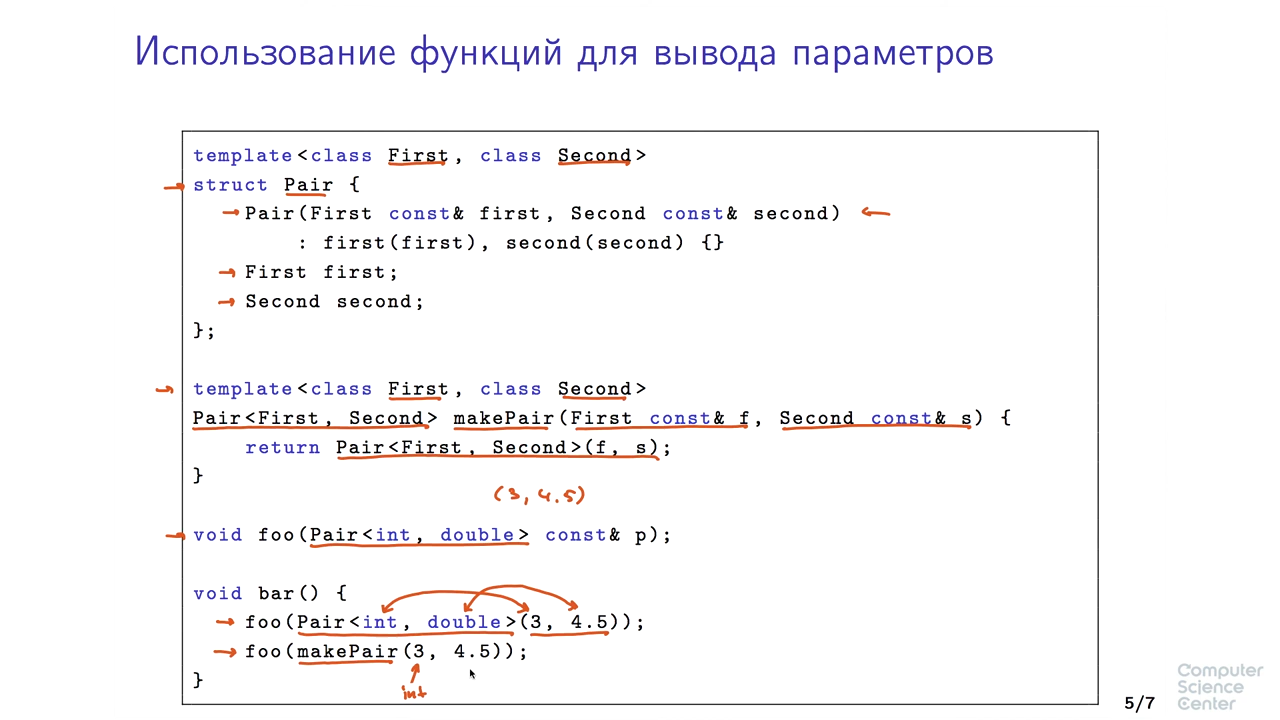 Использование функций для вывода параметров
template<class First, class Second>
struct Pair {
    Pair(First const& first, Second const& second)
        : first(first), second(second) {}
    First first;
    Second second;
};
template<class First, class Second>
Pair<First, Second> makePair(First const& f, Second const& s) {
    return Pair<First, Second>(f, s);
}
(3, 4.5)
void foo(Pair<int, double> const& p);
void bar() {
    foo(Pair<int, double>(3, 4.5));
    foo(makePair(3, 4.5));
}
int
5/7
Computer
Science
Center